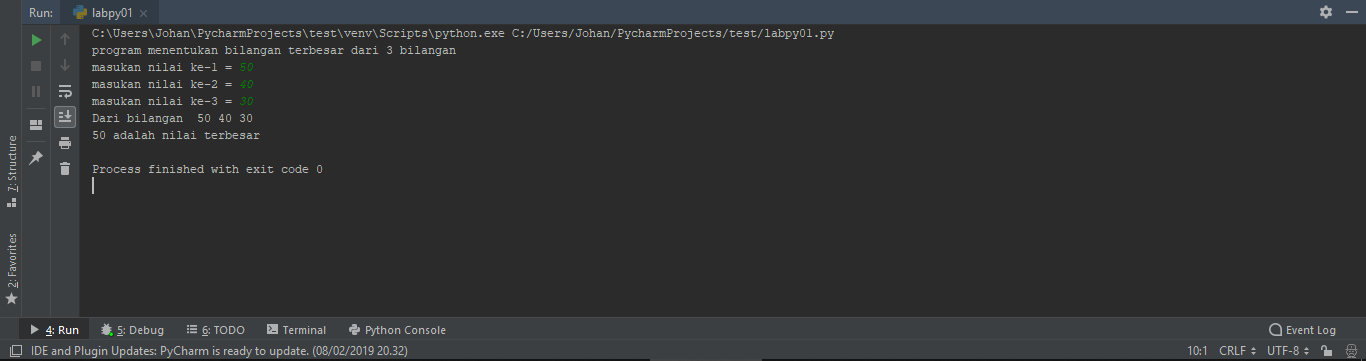 Run: labpy01
C:\Users\Johan\PycharmProjects\test\venv\Scripts\python.exe C:/Users/Johan/PycharmProjects/test/labpy01.py
program menentukan bilangan terbesar dari 3 bilangan
masukan nilai ke-1 = 50
masukan nilai ke-2 = 40
masukan nilai ke-3 = 30
Dari bilangan  50 40 30
50 adalah nilai terbesar
Process finished with exit code 0
7: Structure
2: Favorites
4: Run 5: Debug 6: TODO Terminal Python Console Event Log
IDE and Plugin Updates: PyCharm is ready to update. (08/02/2019 20.32) 10:1 CRLF UTF-8